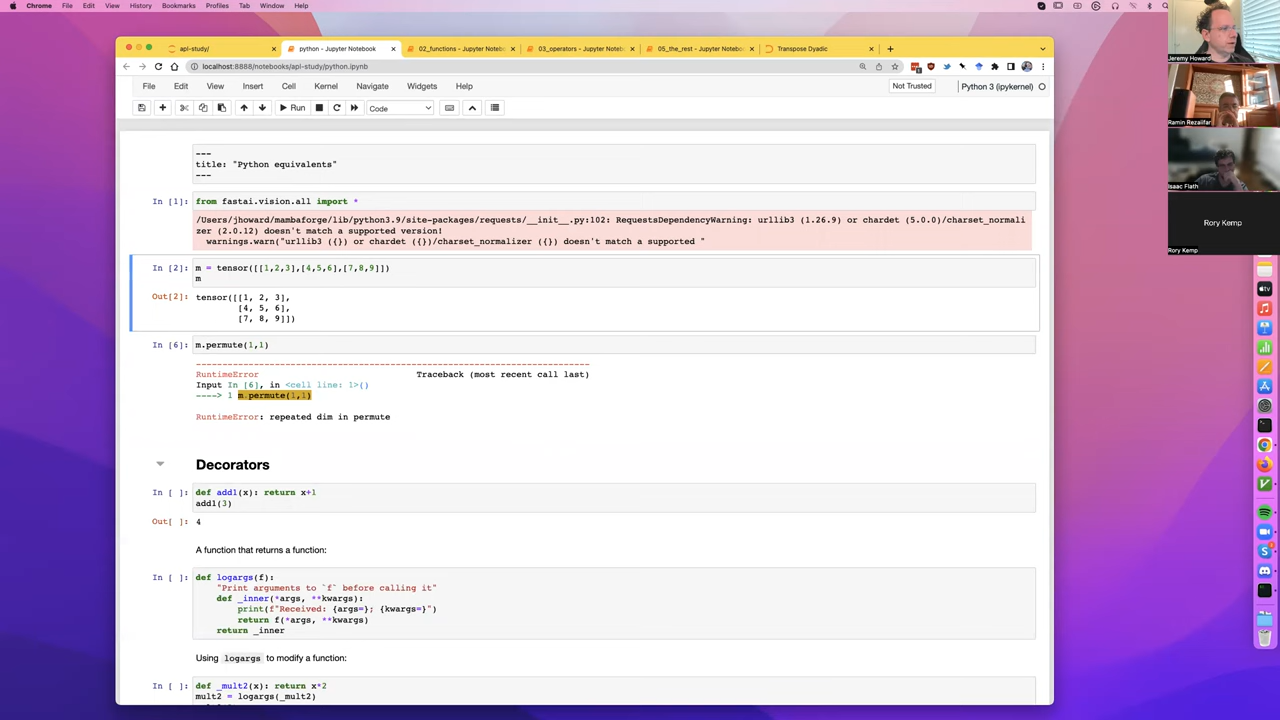 Chrome File Edit View History Bookmarks Profiles Tab Window Help
apl-study/
python - Jupyter Notebook
02_functions - Jupyter Notebo
03_operators - Jupyter Notebo
05_the_rest - Jupyter Notebook
Transpose Dyadic
localhost:8888/notebooks/apl-study/python.ipynb
File Edit View Insert Cell Kernel Navigate Widgets Help
Not Trusted
Python 3 (ipykernel)
Run
Code
---
title: "Python equivalents"
---
In [1]: from fastai.vision.all import *
/Users/jhoward/mambaforge/lib/python3.9/site-packages/requests/__init__.py:102: RequestsDependencyWarning: urllib3 (1.26.9) or chardet (5.0.0)/charset_normali
zer (2.0.12) doesn't match a supported version!
warnings.warn("urllib3 ({}) or chardet ({})/charset_normalizer ({}) doesn't match a supported "
In [2]: m = tensor([[1,2,3],[4,5,6],[7,8,9]])
m
Out[2]: tensor([[1, 2, 3],
[4, 5, 6],
[7, 8, 9]])
In [6]: m.permute(1,1)
---------------------------------------------------------------------------
RuntimeError Traceback (most recent call last)
Input In [6], in <cell line: 1>()
----> 1 m.permute(1,1)
RuntimeError: repeated dim in permute
Decorators
In [ ]: def add1(x): return x+1
add1(3)
Out[ ]: 4
A function that returns a function:
In [ ]: def logargs(f):
"Print arguments to `f` before calling it"
def _inner(*args, **kwargs):
print(f"Received: {args=}; {kwargs=}")
return f(*args, **kwargs)
return _inner
Using logargs to modify a function:
In [ ]: def _mult2(x): return x*2
mult2 = logargs(_mult2)
Jeremy Howard
Ramin Rezaiifar
Isaac Flath
Rory Kemp
Rory Kemp